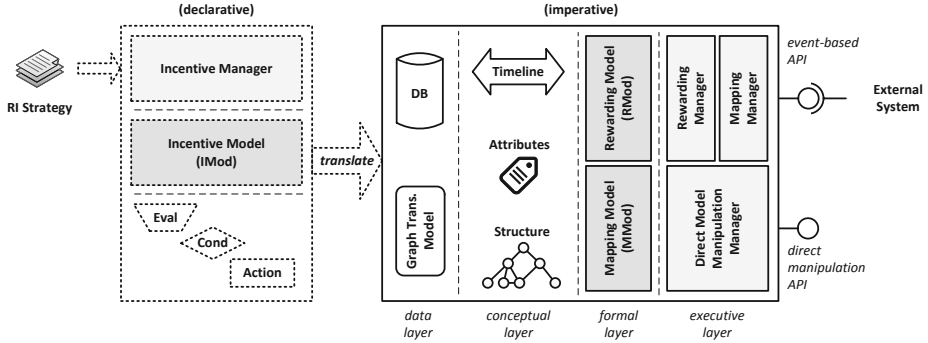 (declarative)
(imperative)
RI Strategy
Incentive Manager
Incentive Model
(IMod)
Eval
Cond
Action
translate
DB
Graph Trans.
Model
Timeline
Attributes
Structure
Rewarding Model
(RMod)
Mapping Model
(MMod)
Rewarding
Manager
Mapping
Manager
Direct Model
Manipulation
Manager
event-based
API
External
System
direct
manipulation
API
data
layer
conceptual
layer
formal
layer
executive
layer